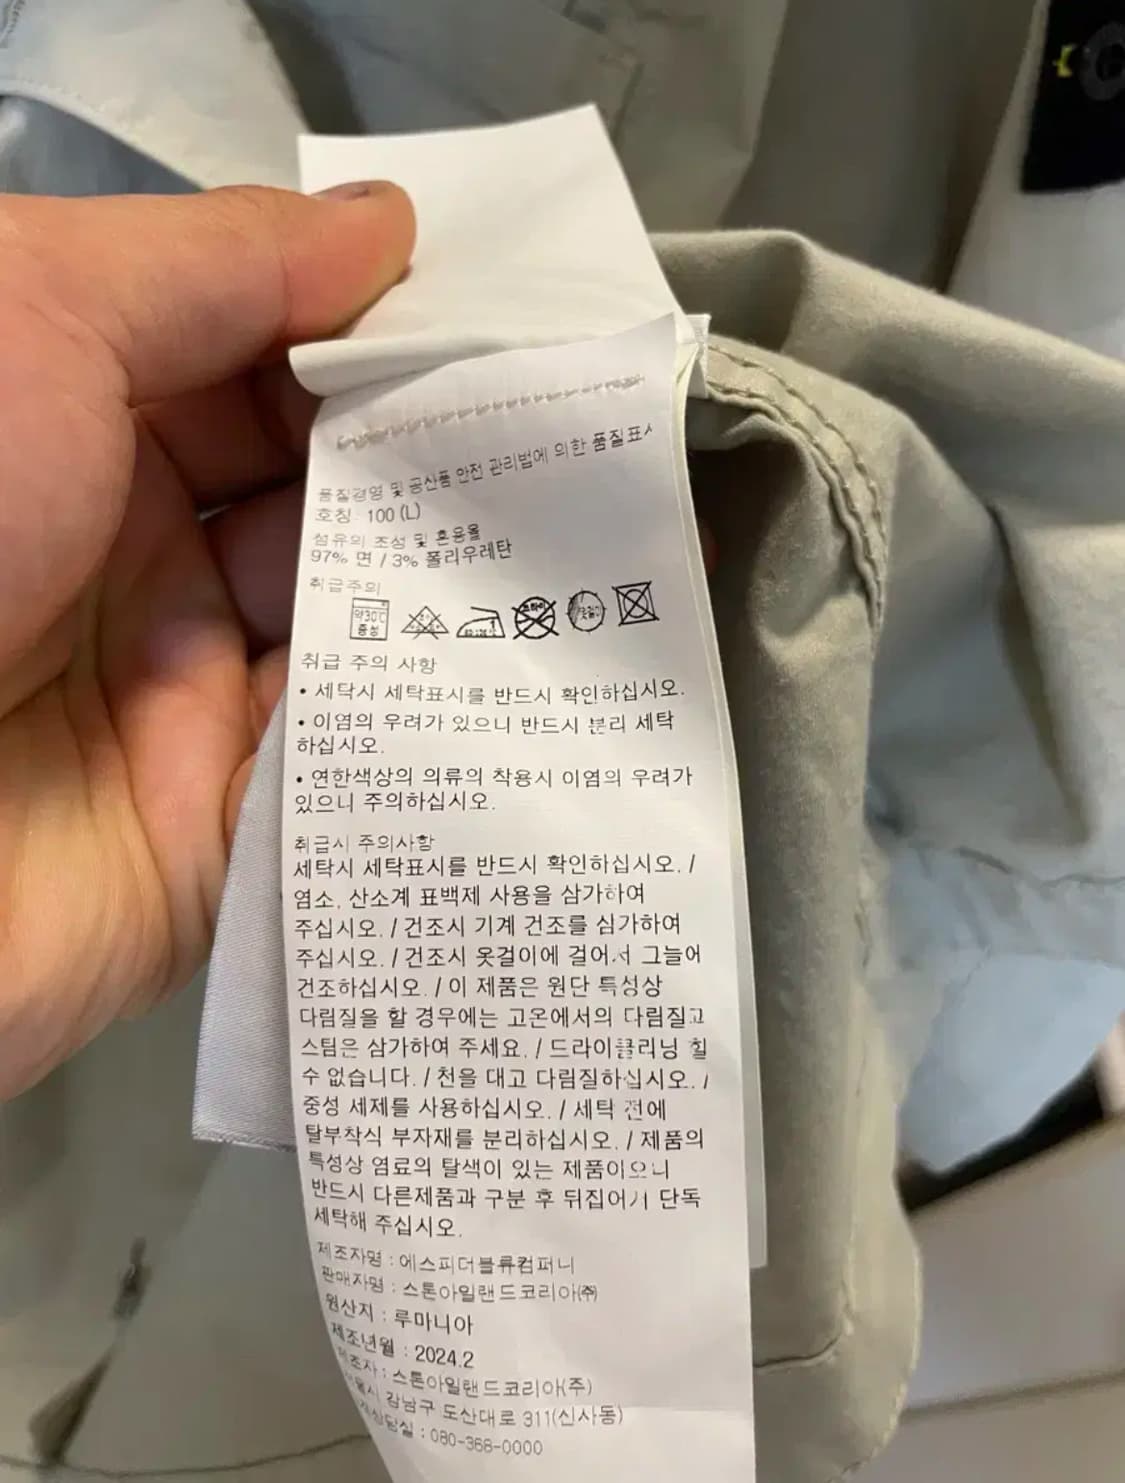 품질경영 및 공산품 안전 관리법에 의한 품질표시
호칭: 100 (L)
섬유의 조성 및 혼용율
97% 면 / 3% 폴리우레탄
취급주의
약30℃
중성
드라이
옷걸이
취급 주의 사항
• 세탁시 세탁표시를 반드시 확인하십시오.
• 이염의 우려가 있으니 반드시 분리 세탁
하십시오.
• 연한색상의 의류의 착용시 이염의 우려가
있으니 주의하십시오.
취급시 주의사항
세탁시 세탁표시를 반드시 확인하십시오. /
염소, 산소계 표백제 사용을 삼가하여
주십시오. / 건조시 기계 건조를 삼가하여
주십시오. / 건조시 옷걸이에 걸어서 그늘에
건조하십시오. / 이 제품은 원단 특성상
다림질을 할 경우에는 고온에서의 다림질과
스팀은 삼가하여 주세요. / 드라이클리닝 할
수 없습니다. / 천을 대고 다림질하십시오. /
중성 세제를 사용하십시오. / 세탁 전에
탈부착식 부자재를 분리하십시오. / 제품의
특성상 염료의 탈색이 있는 제품이으니
반드시 다른제품과 구분 후 뒤집어서 단독
세탁해 주십시오.
제조자명 : 에스피더블류컴퍼니
판매자명 : 스톤아일랜드코리아㈜
원산지 : 루마니아
제조년월 : 2024.2
제조자 : 스톤아일랜드코리아(주)
강남구 도산대로 311(신사동)
080-366-0000